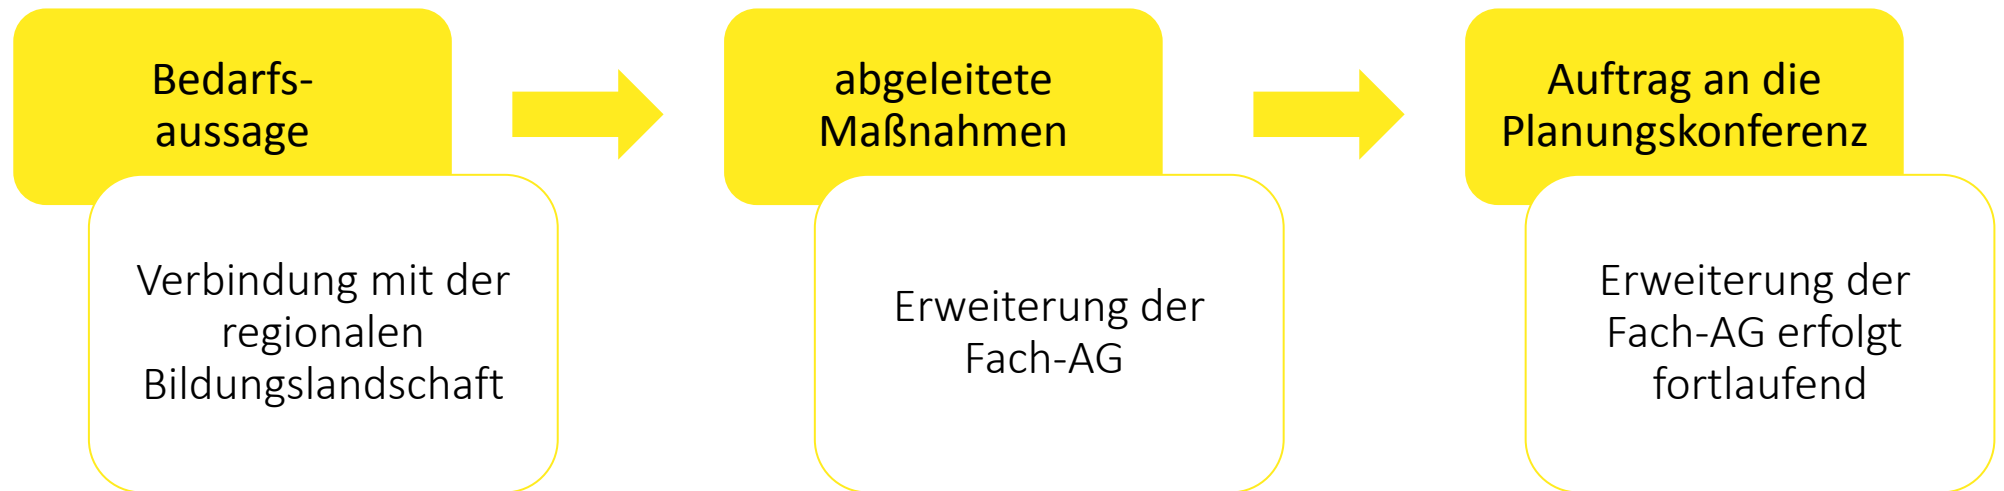 Bedarfs-
aussage
Verbindung mit der
regionalen
Bildungslandschaft
abgeleitete
Maßnahmen
Erweiterung der
Fach-AG
Auftrag an die
Planungskonferenz
Erweiterung der
Fach-AG erfolgt
fortlaufend